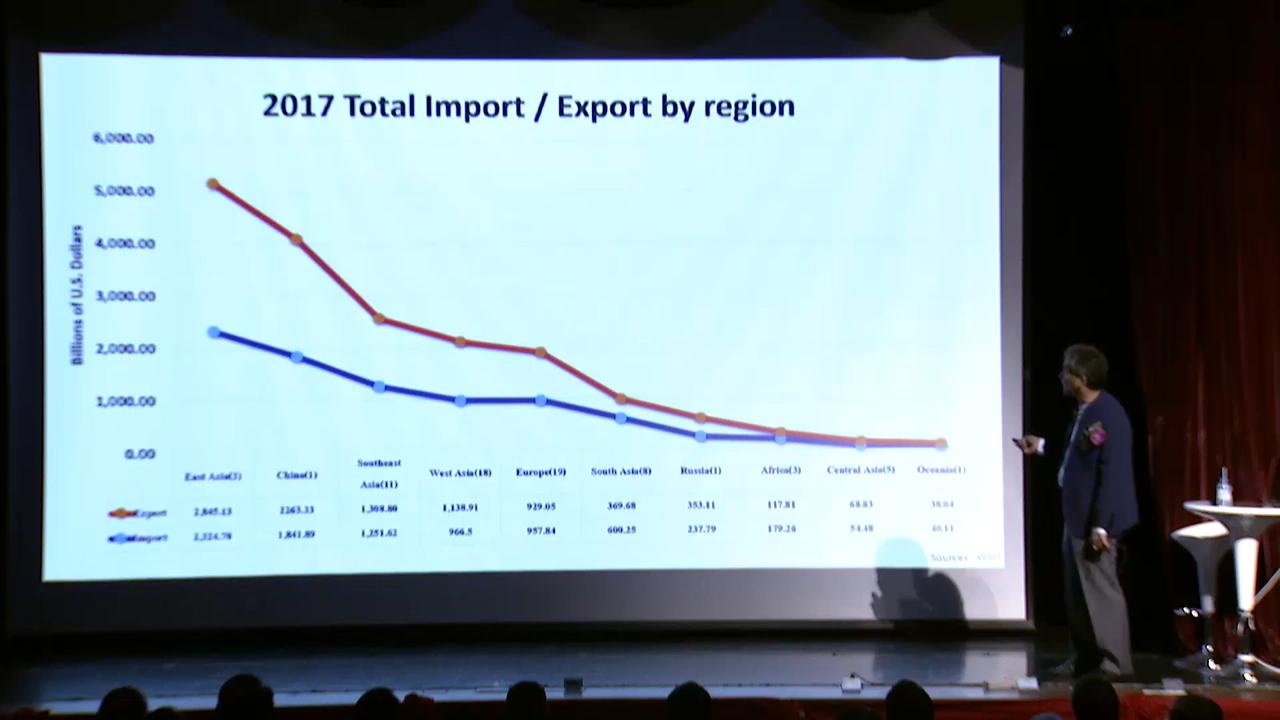 2017 Total Import / Export by region
6,000.00
5,000.00
4,000.00
3,000.00
2,000.00
1,000.00
0.00
Billions of U.S. Dollars
East Asia(3) China(1) Southeast Asia(11) West Asia(18) Europe(19) South Asia(8) Russia(1) Africa(3) Central Asia(5) Oceania(1)
Export 2,845.13 2263.33 1,308.80 1,138.91 929.05 369.68 353.11 117.81 68.83 38.04
Import 2,324.78 1,841.89 1,251.62 966.5 957.84 600.25 237.79 179.26 54.48 40.11
Sources